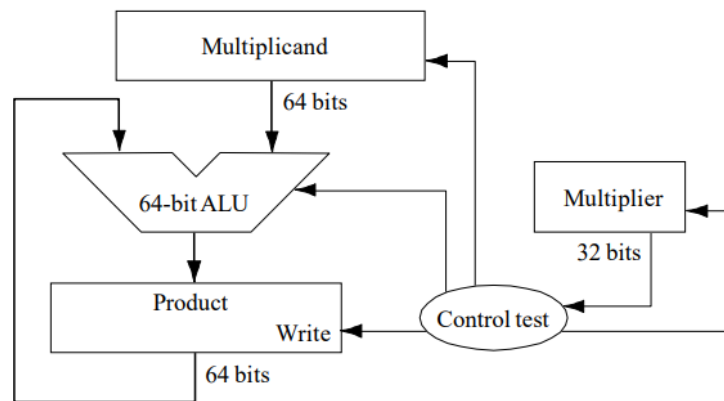 Multiplicand
64 bits
64-bit ALU
Multiplier
32 bits
Product
Control test
Write
64 bits